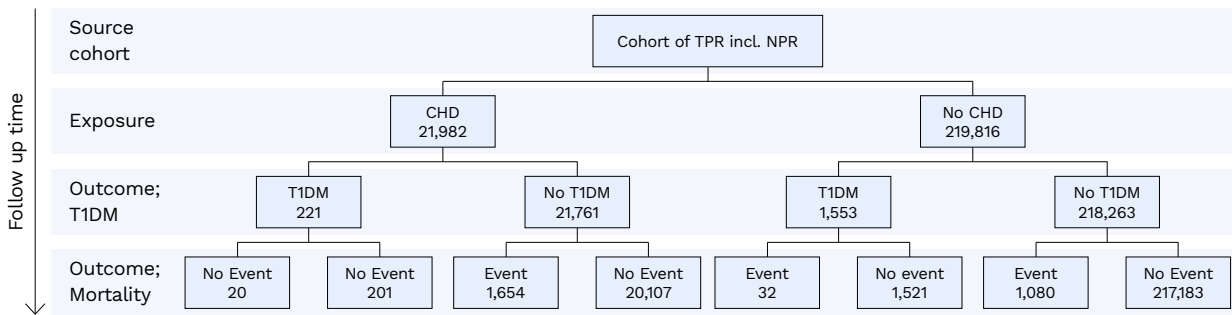 Follow up time
Source
cohort
Cohort of TPR incl. NPR
Exposure
CHD
21,982
No CHD
219,816
Outcome;
T1DM
T1DM
221
No T1DM
21,761
T1DM
1,553
No T1DM
218,263
Outcome;
Mortality
No Event
20
No Event
201
Event
1,654
No Event
20,107
Event
32
No event
1,521
Event
1,080
No Event
217,183